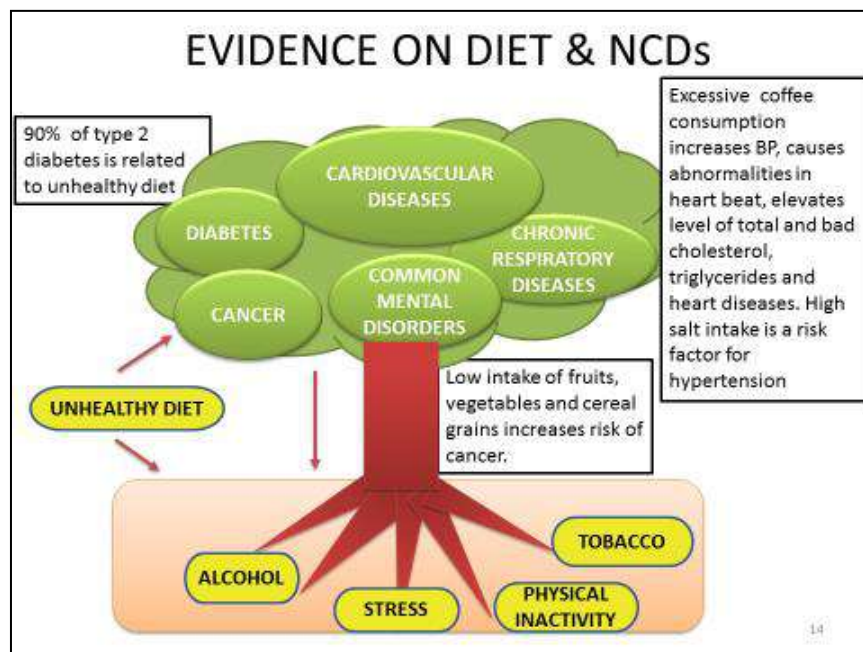 EVIDENCE ON DIET & NCDs
90% of type 2
diabetes is related
to unhealthy diet
Excessive coffee
consumption
increases BP, causes
abnormalities in
heart beat, elevates
level of total and bad
cholesterol,
triglycerides and
heart diseases. High
salt intake is a risk
factor for
hypertension
CARDIOVASCULAR
DISEASES
DIABETES
CHRONIC
RESPIRATORY
DISEASES
CANCER
COMMON
MENTAL
DISORDERS
UNHEALTHY DIET
Low intake of fruits,
vegetables and cereal
grains increases risk of
cancer.
ALCOHOL
STRESS
PHYSICAL
INACTIVITY
TOBACCO
14